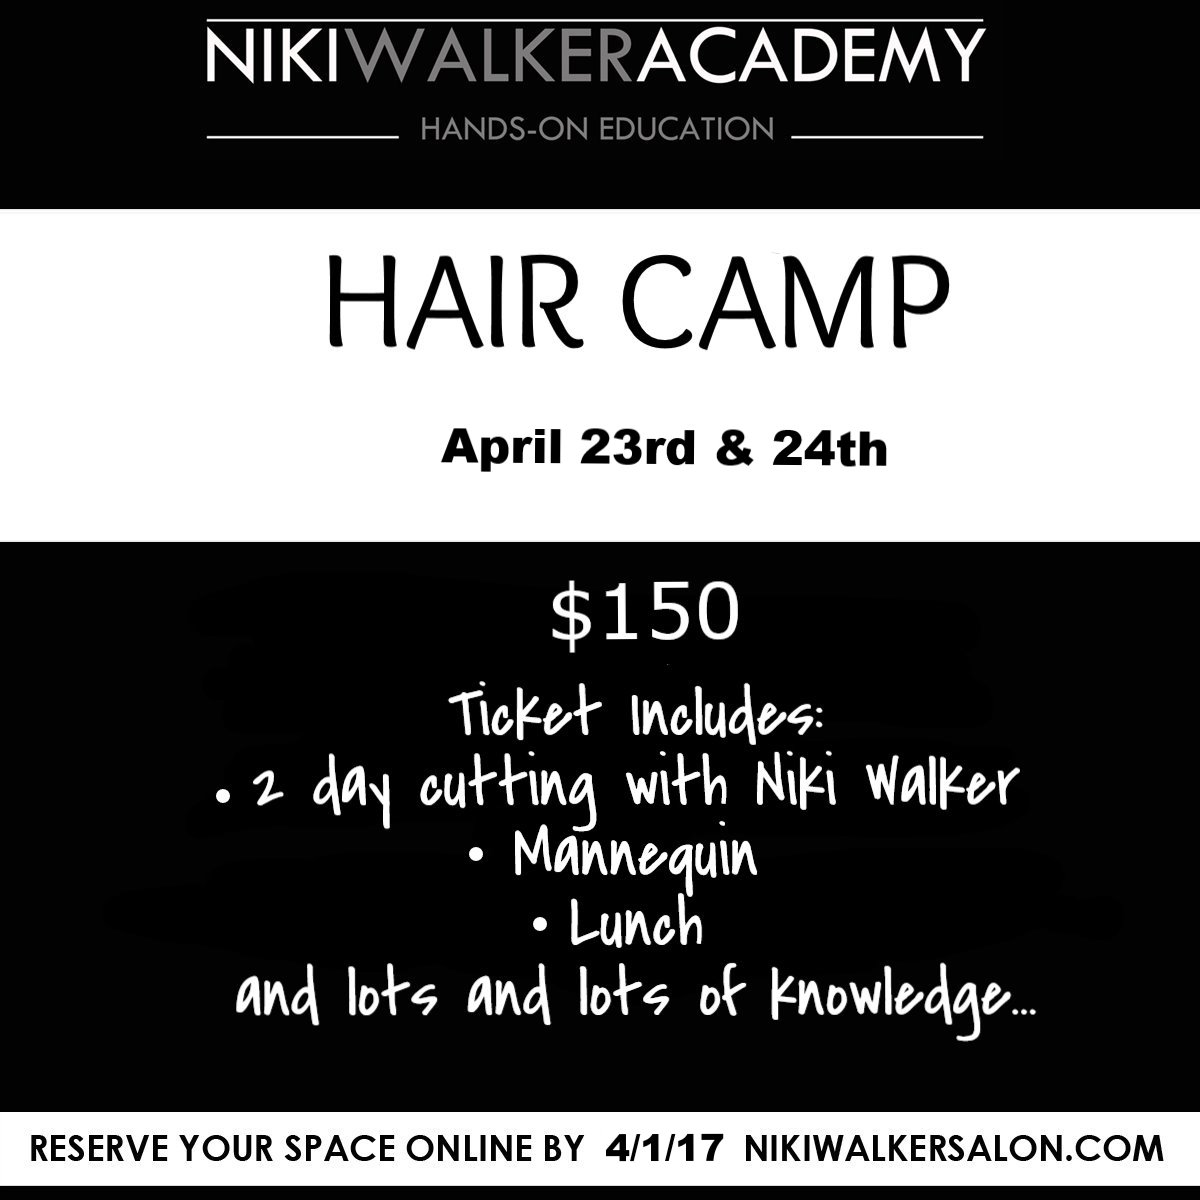 NIKIWALKERACADEMY
HANDS-ON EDUCATION
HAIR CAMP
April 23rd & 24th
$150
Ticket Includes:
• 2 day cutting with Niki Walker
• Mannequin
• Lunch
and lots and lots of knowledge...
RESERVE YOUR SPACE ONLINE BY 4/1/17 NIKIWALKERSALON.COM